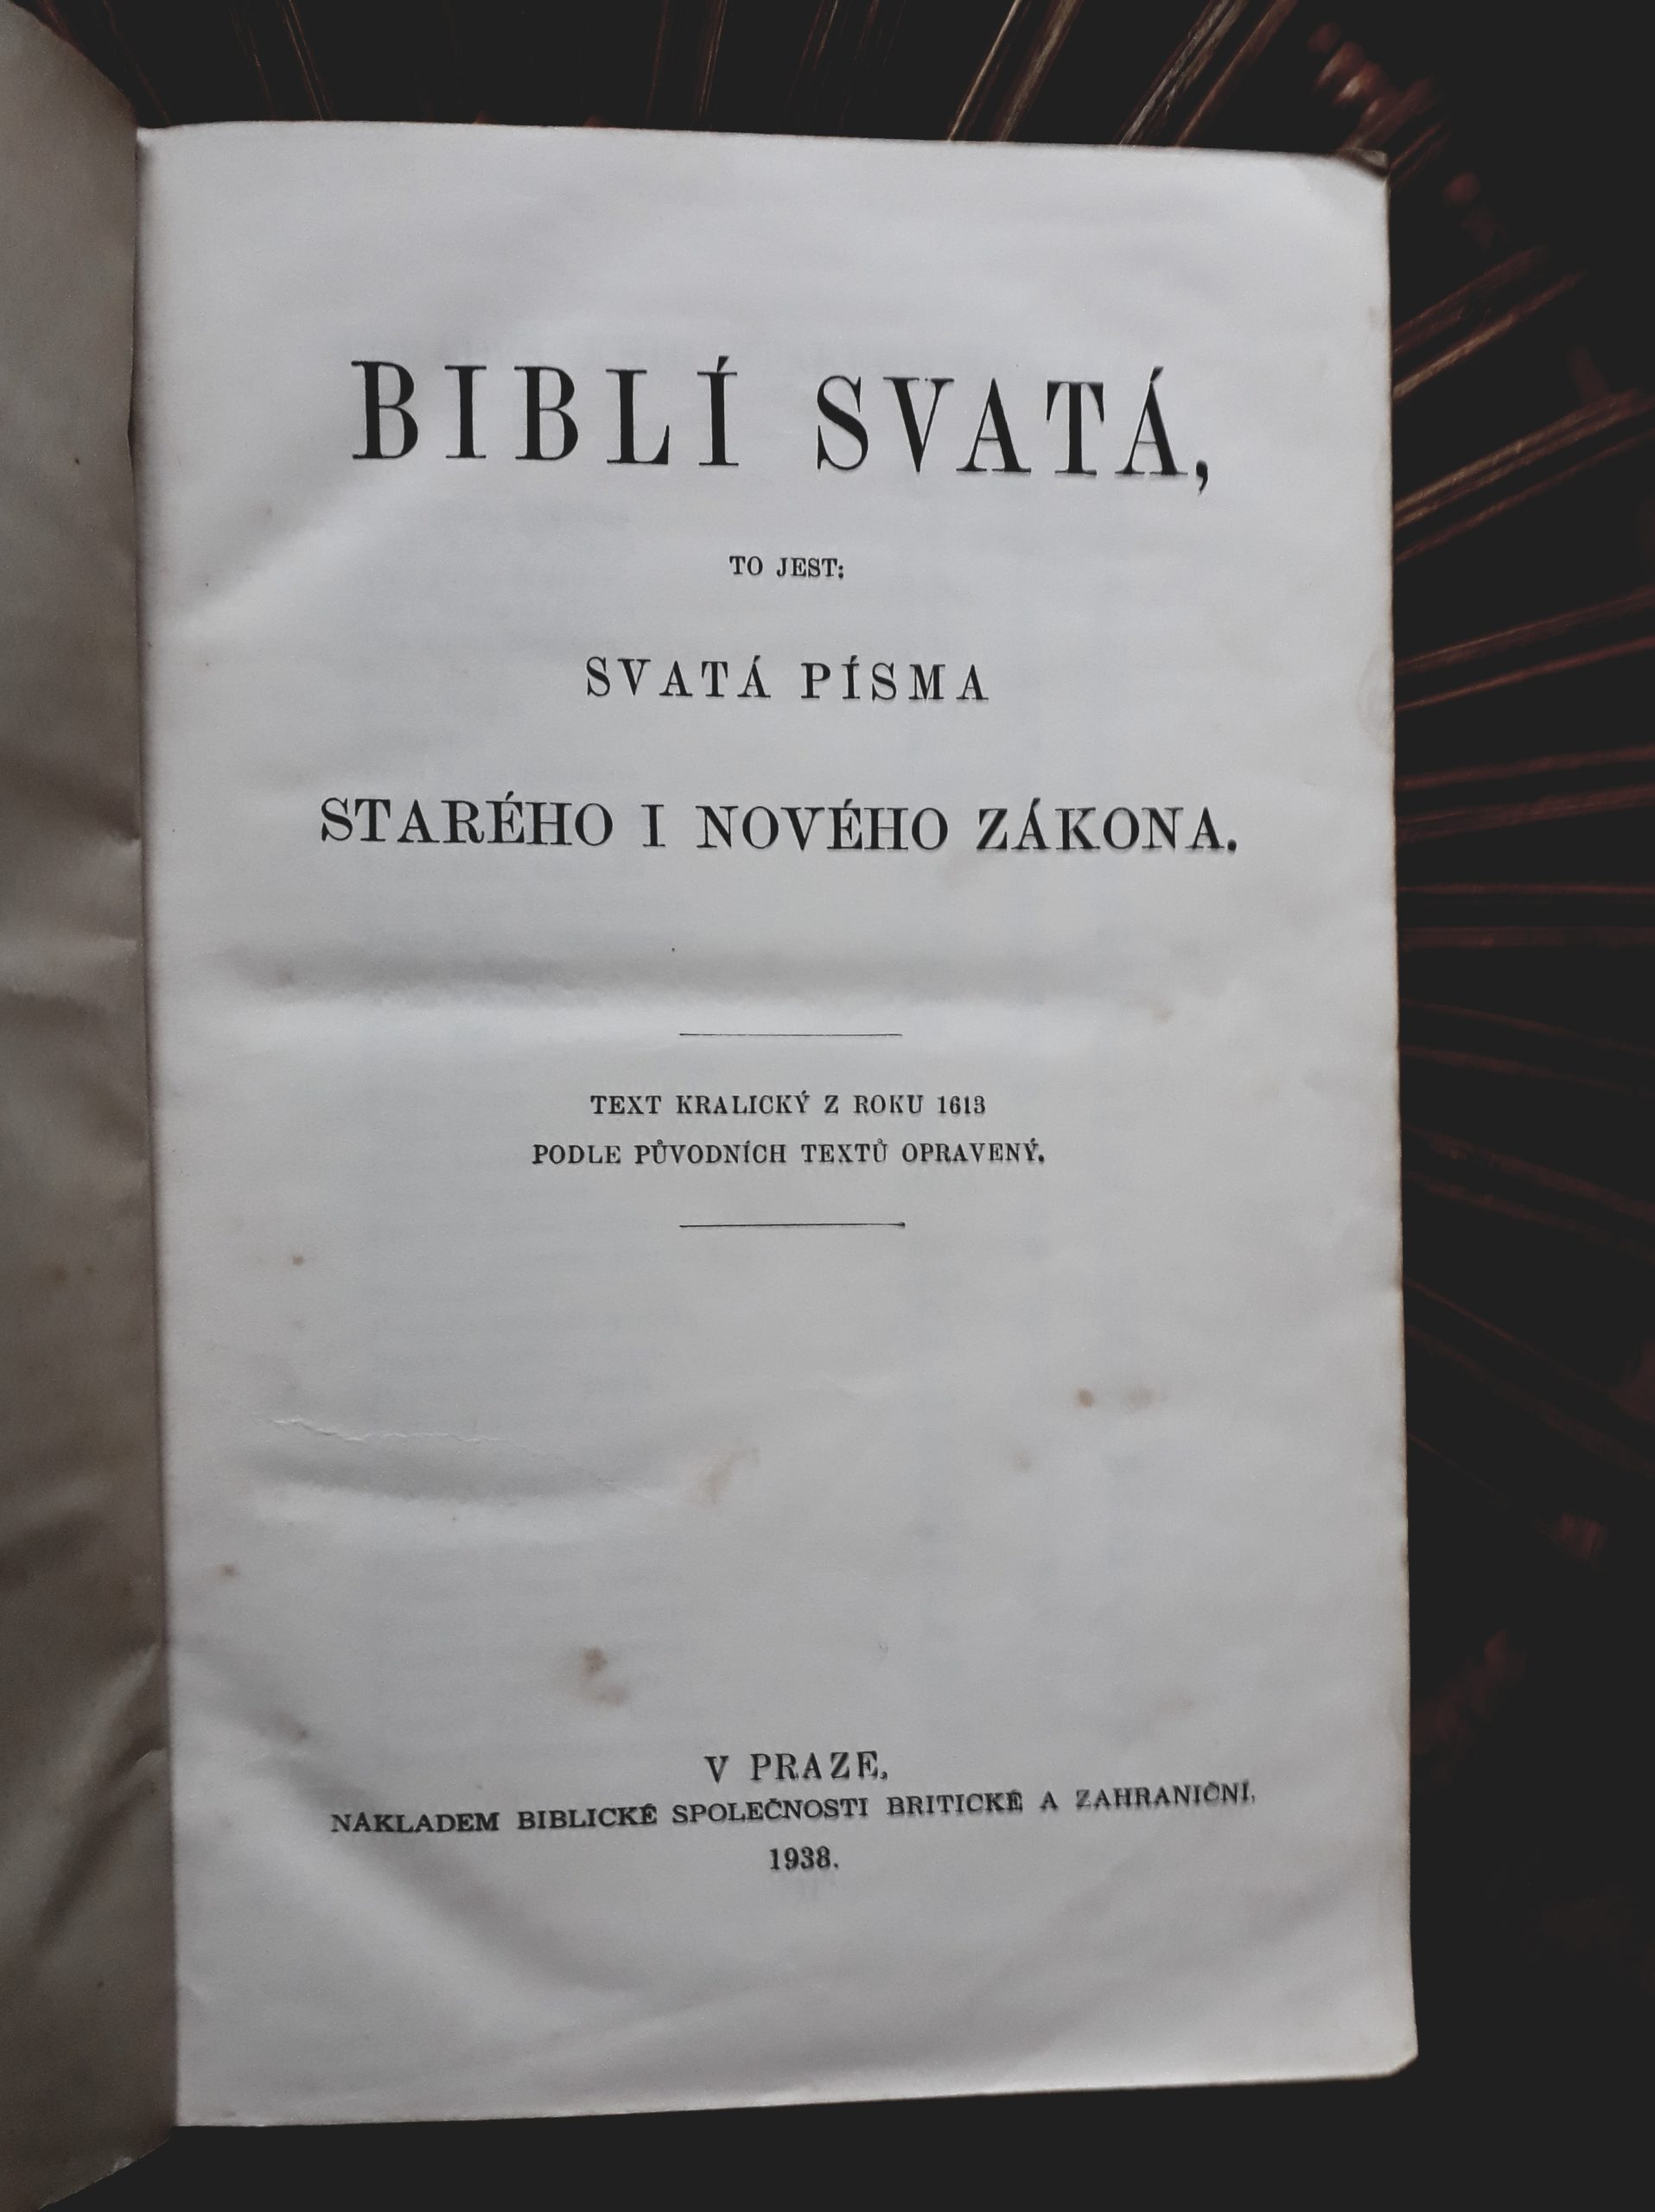 BIBLÍ SVATÁ,
TO JEST:
SVATÁ PÍSMA
STARÉHO I NOVÉHO ZÁKONA.
TEXT KRALICKÝ Z ROKU 1613
PODLE PŮVODNÍCH TEXTŮ OPRAVENÝ.
V PRAZE,
NÁKLADEM BIBLICKÉ SPOLEČNOSTI BRITICKÉ A ZAHRANIČNÍ,
1938.